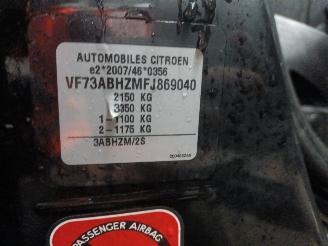 AUTOMOBILES CITROEN
e2*2007/46*0356
VF73ABHZMFJ869040
2150 KG
3350 KG
1-1100 KG
2-1175 KG
3ABHZM/2S
PASSENGER AIRBAG